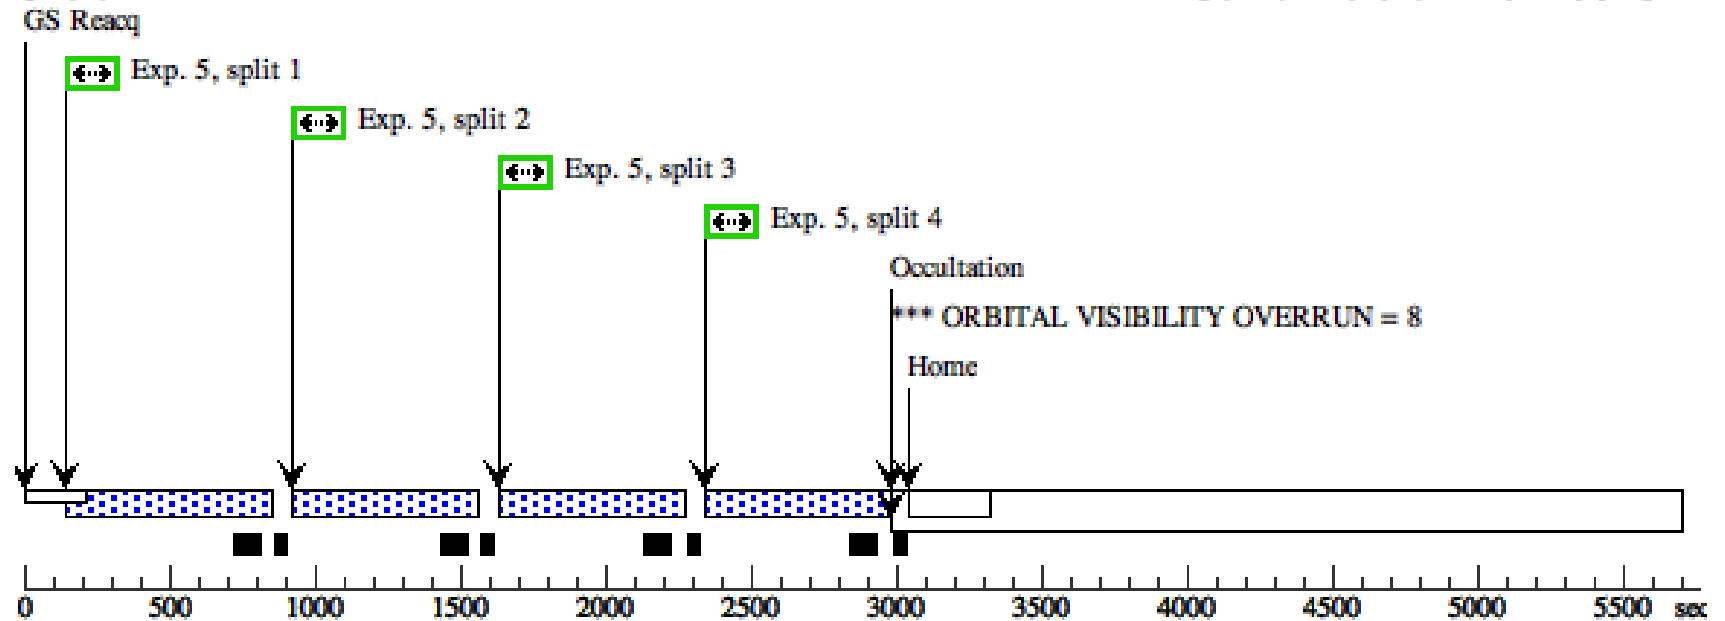 GS Reacq
Exp. 5, split 1
Exp. 5, split 2
Exp. 5, split 3
Exp. 5, split 4
Occultation
*** ORBITAL VISIBILITY OVERRUN = 8
Home
0 500 1000 1500 2000 2500 3000 3500 4000 4500 5000 5500 sec